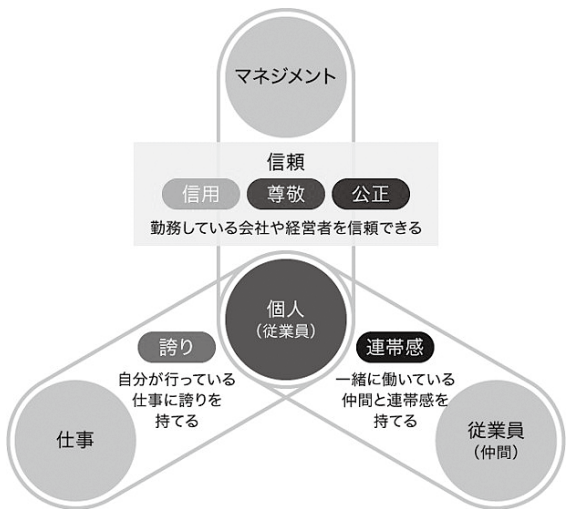 マネジメント
信頼
信用 尊敬 公正
勤務している会社や経営者を信頼できる
個人
（従業員）
誇り
自分が行っている
仕事に誇りを
持てる
連帯感
一緒に働いている
仲間と連帯感を
持てる
仕事
従業員
（仲間）